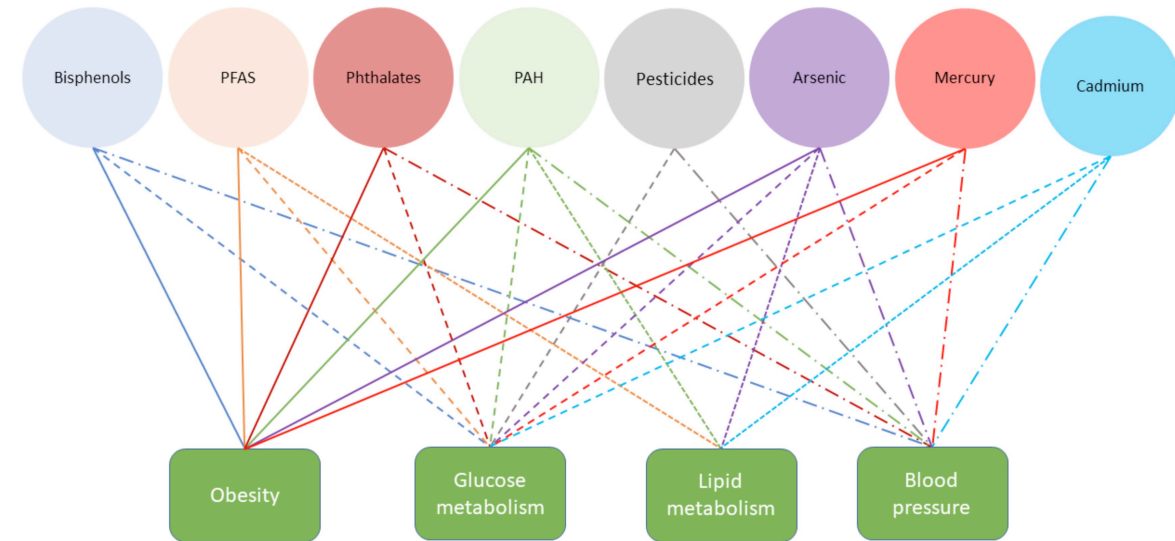 Bisphenols
PFAS
Phthalates
PAH
Pesticides
Arsenic
Mercury
Cadmium
Obesity
Glucose
metabolism
Lipid
metabolism
Blood
pressure